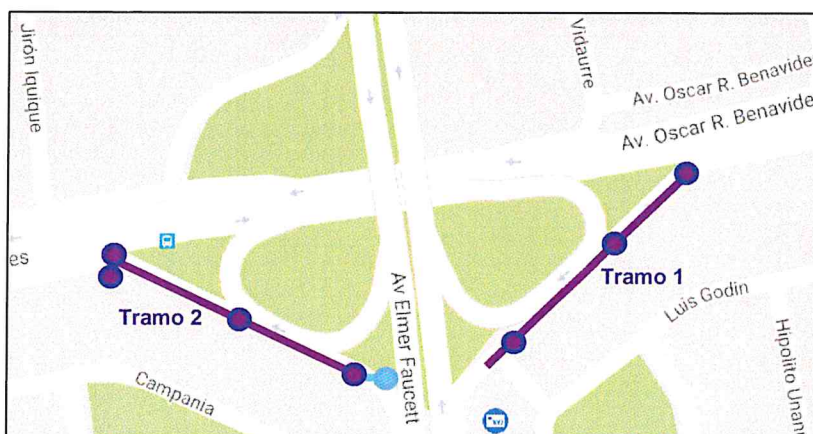 Jirón Iquique
Vidaurre
Av. Oscar R. Benavide
Av. Oscar R. Benavide
es
Tramo 1
Tramo 2
Av Elmer Faucett
Luis Godin
Hipolito Unanu
Campania